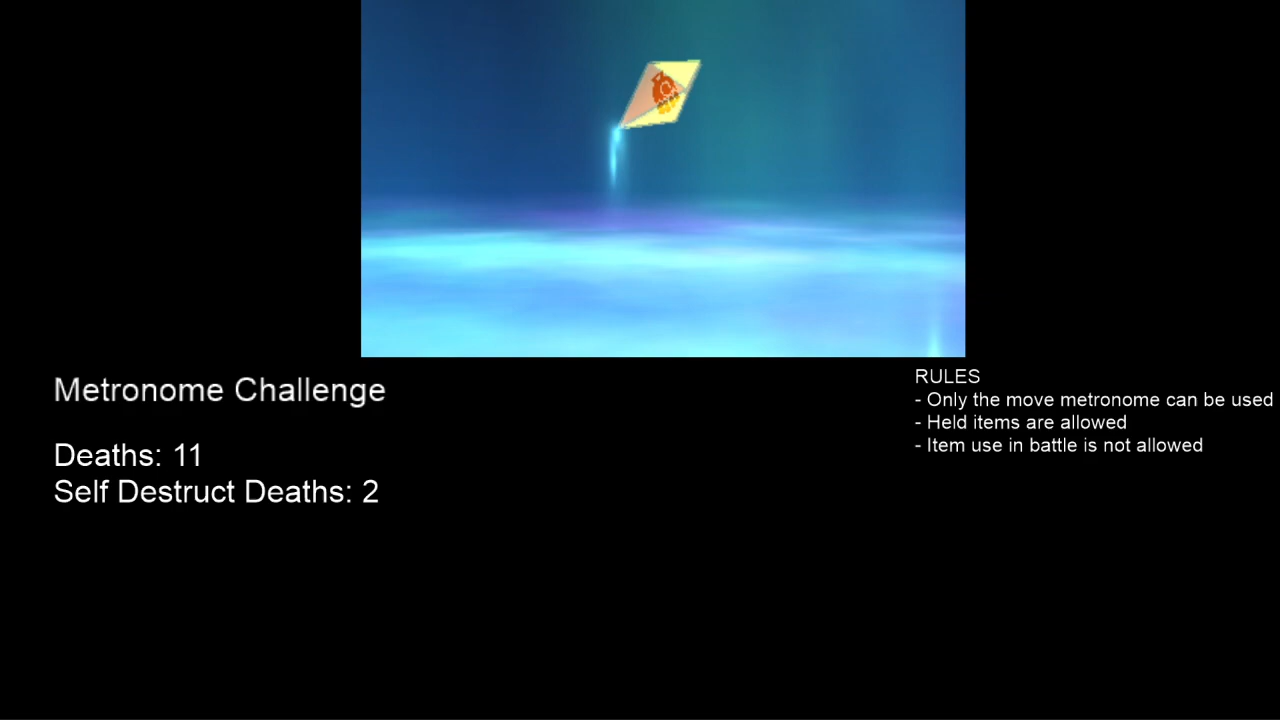 Metronome Challenge
Deaths: 11
Self Destruct Deaths: 2
RULES
- Only the move metronome can be used
- Held items are allowed
- Item use in battle is not allowed